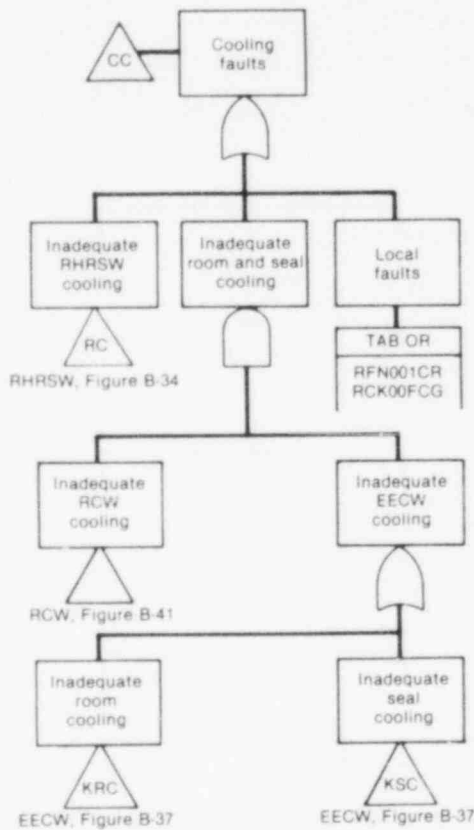 CC
Cooling
faults
Inadequate
RHRSW
cooling
Inadequate
room and seal
cooling
Local
faults
RC
RHRSW, Figure B-34
TAB OR
RFN001CR
RCK00FCG
Inadequate
RCW
cooling
Inadequate
EECW
cooling
RCW, Figure B-41
Inadequate
room
cooling
Inadequate
seal
cooling
KRC
EECW, Figure B-37
KSC
EECW, Figure B-37